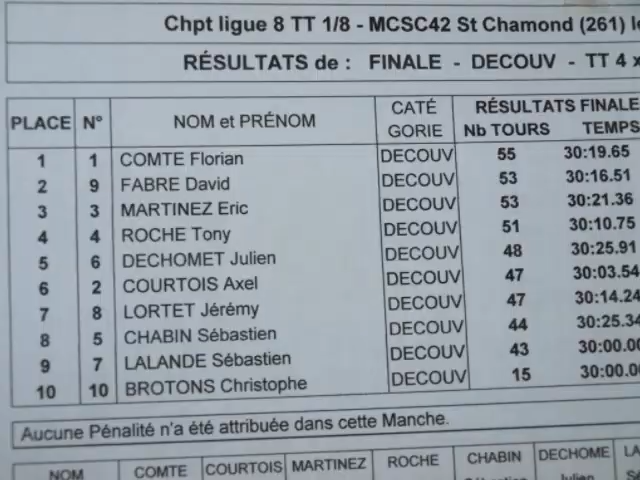 Chpt ligue 8 TT 1/8 - MCSC42 St Chamond (261) l
RÉSULTATS de : FINALE - DECOUV - TT 4 x
PLACE N° NOM et PRÉNOM CATÉ GORIE RÉSULTATS FINALE Nb TOURS TEMPS
1 1 COMTE Florian DECOUV 55 30:19.65
2 9 FABRE David DECOUV 53 30:16.51
3 3 MARTINEZ Eric DECOUV 53 30:21.36
4 4 ROCHE Tony DECOUV 51 30:10.75
5 6 DECHOMET Julien DECOUV 48 30:25.91
6 2 COURTOIS Axel DECOUV 47 30:03.54
7 8 LORTET Jérémy DECOUV 47 30:14.24
8 5 CHABIN Sébastien DECOUV 44 30:25.34
9 7 LALANDE Sébastien DECOUV 43 30:00.0
10 10 BROTONS Christophe DECOUV 15 30:00.0
Aucune Pénalité n'a été attribuée dans cette Manche.
NOM COMTE COURTOIS MARTINEZ ROCHE CHABIN DECHOME LA